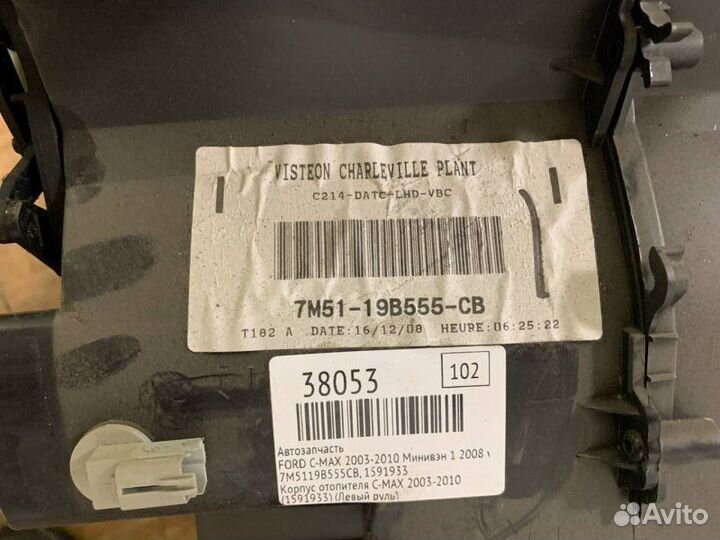 VISTEON CHARLEVILLE PLANT
C214-DATC-LHD-VBC
7M51-19B555-CB
T182 A DATE:16/12/08 HEURE:06:25:22
38053
102
Автозапчасть
FORD C-MAX 2003-2010 Минивэн 1 2008
7M5119B555CB, 1591933
Корпус отопителя C-MAX 2003-2010
(1591933) (Левый руль)
Avito